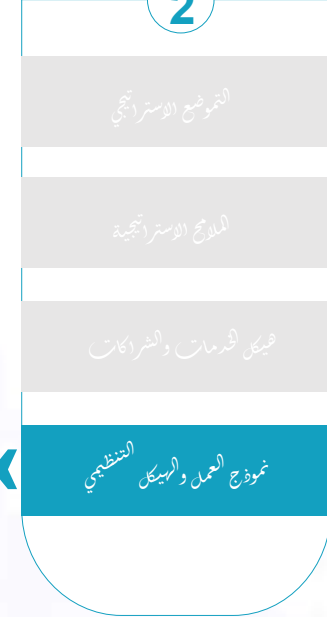 2
التموضع الاستراتيجي
الملامح الاستراتيجية
هيكل الخدمات والشراكات
نموذج العمل والهيكل التنظيمي